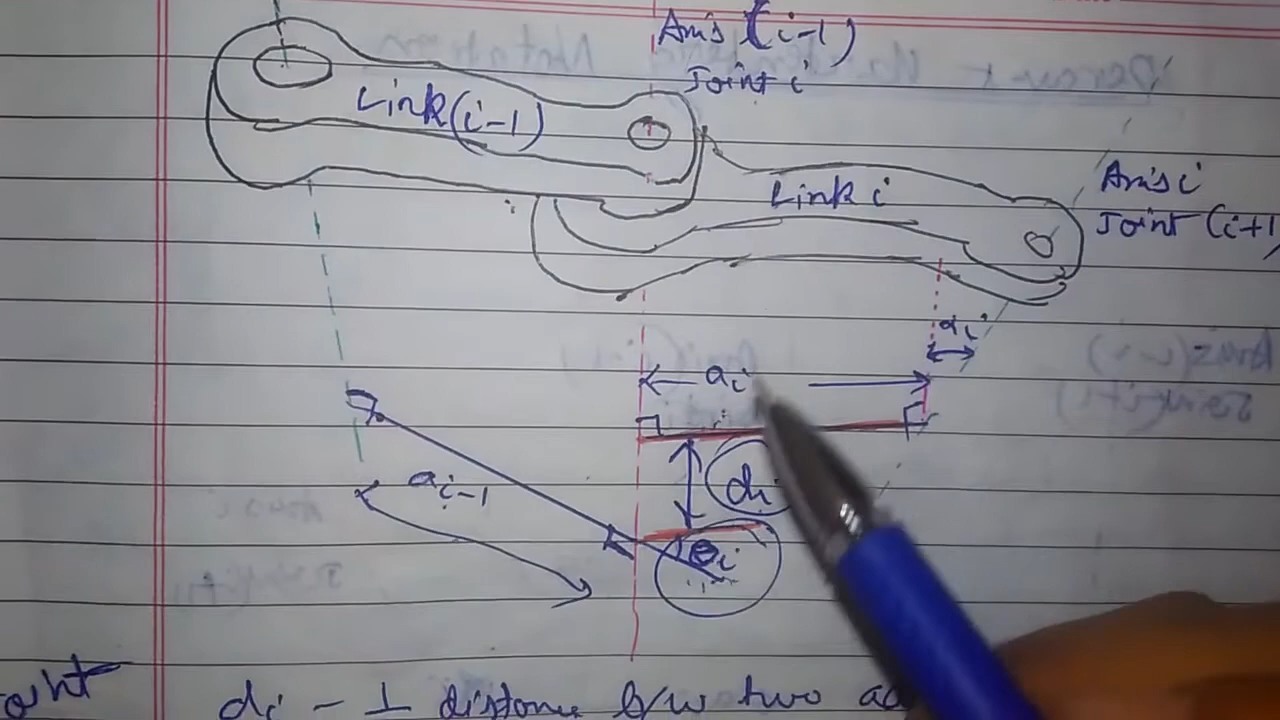 Axis (i-1)
Joint i
Link (i-1)
Link i
Axis i
Joint (i+1)
αi
ai
ai-1
di
θi
di - ⊥ distance b/w two